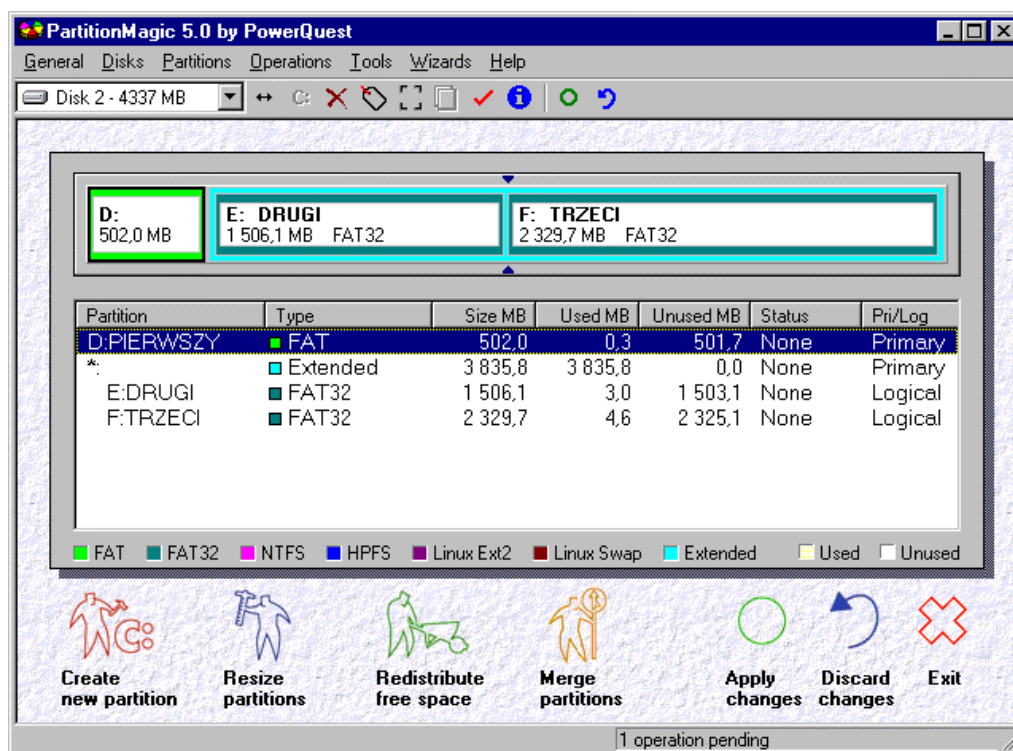 PartitionMagic 5.0 by PowerQuest
General Disks Partitions Operations Tools Wizards Help
Disk 2 - 4337 MB C:
D: E: DRUGI F: TRZECI
502,0 MB 1 506,1 MB FAT32 2 329,7 MB FAT32
Partition Type Size MB Used MB Unused MB Status Pri/Log
D:PIERWSZY FAT 502,0 0,3 501,7 None Primary
*: Extended 3 835,8 3 835,8 0,0 None Primary
E:DRUGI FAT32 1 506,1 3,0 1 503,1 None Logical
F:TRZECI FAT32 2 329,7 4,6 2 325,1 None Logical
FAT FAT32 NTFS HPFS Linux Ext2 Linux Swap Extended Used Unused
C:
Create Resize Redistribute Merge Apply Discard Exit
new partition partitions free space partitions changes changes
1 operation pending